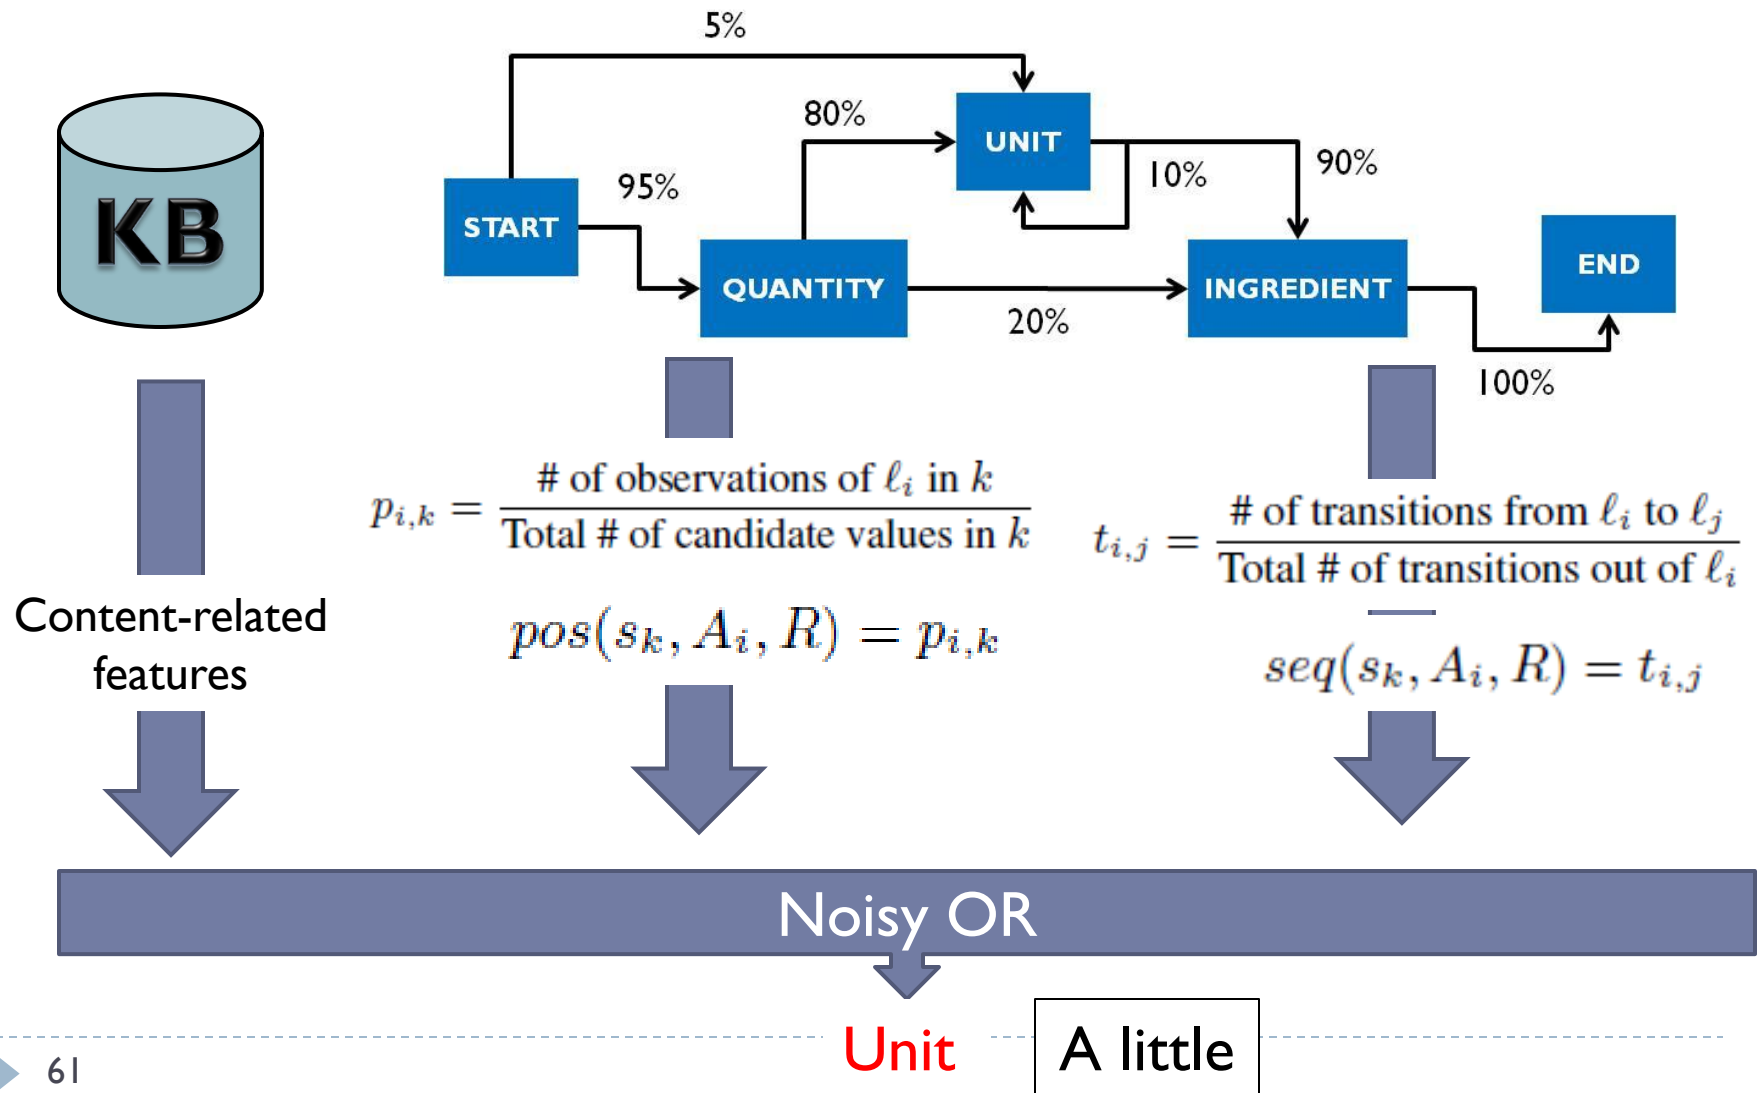 5%
80%
UNIT
10%
90%
95%
START
KB
QUANTITY
20%
INGREDIENT
END
100%
p_{i,k} = # of observations of ℓ_i in k / Total # of candidate values in k
t_{i,j} = # of transitions from ℓ_i to ℓ_j / Total # of transitions out of ℓ_i
Content-related
features
pos(s_k, A_i, R) = p_{i,k}
seq(s_k, A_i, R) = t_{i,j}
Noisy OR
Unit
A little
61